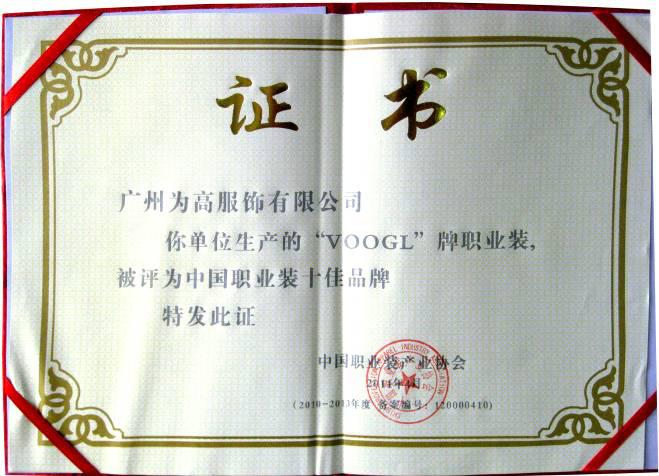 证书
广州为高服饰有限公司
你单位生产的“VOOGL”牌职业装,
被评为中国职业装十佳品牌
特发此证
中国职业装产业协会
(2010-2013年度 备案编号:120000410)